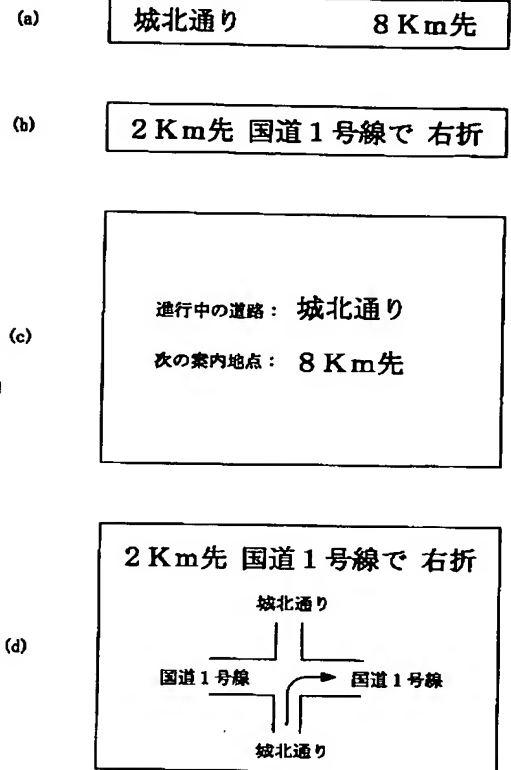 (a)
城北通り 8Km先
(b)
2Km先 国道1号線で 右折
(c)
進行中の道路： 城北通り
次の案内地点： 8Km先
(d)
2Km先 国道1号線で 右折
城北通り
国道1号線 国道1号線
城北通り